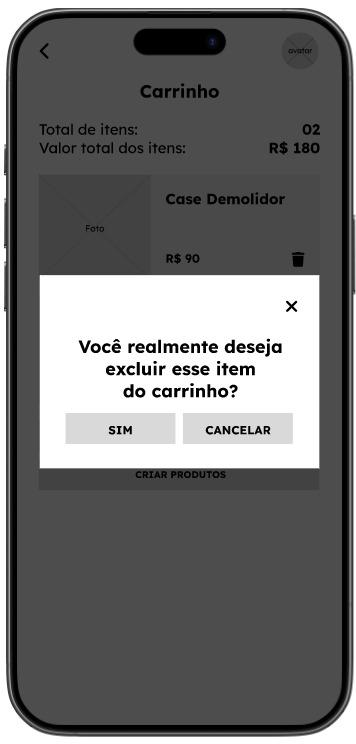 avatar
Carrinho
Total de itens: 02
Valor total dos itens: R$ 180
Foto
Case Demolidor
R$ 90
Você realmente deseja
excluir esse item
do carrinho?
SIM CANCELAR
CRIAR PRODUTOS